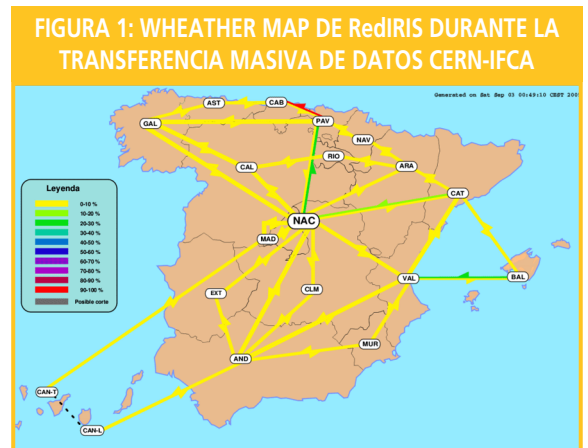 FIGURA 1: WHEATHER MAP DE RedIRIS DURANTE LA
TRANSFERENCIA MASIVA DE DATOS CERN-IFCA
Generated on Sat Sep 03 00:49:10 CEST 200
AST
CAB
GAL
PAV
NAV
RIO
CAL
ARA
CAT
Leyenda
0-10 %
10-20 %
20-30 %
30-40 %
40-50 %
50-60 %
60-70 %
70-80 %
80-90 %
90-100 %
Posible corte
NAC
MAD
VAL
BAL
EXT
CLM
MUR
AND
CAN-T
CAN-L